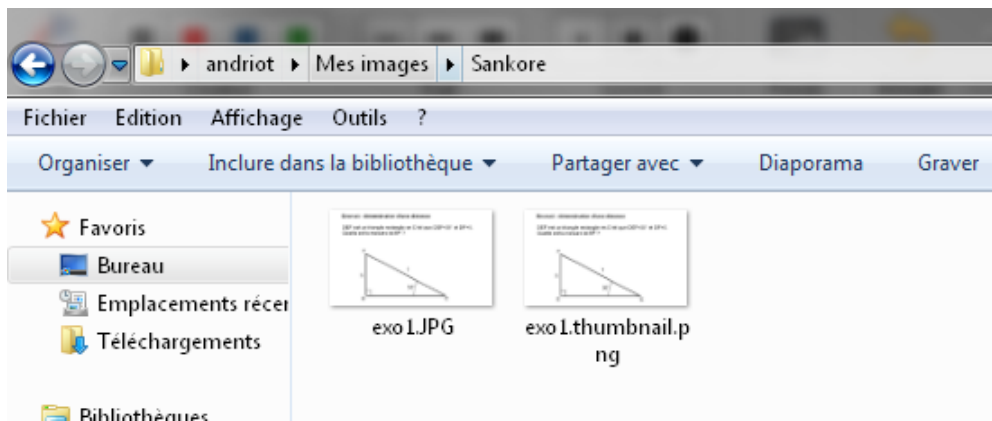 andriot Mes images Sankore
Fichier Edition Affichage Outils ?
Organiser Inclure dans la bibliothèque Partager avec Diaporama Graver
Favoris
Bureau
Emplacements récer
Téléchargements
Bibliothèques
exo1.JPG
exo1.thumbnail.p
ng